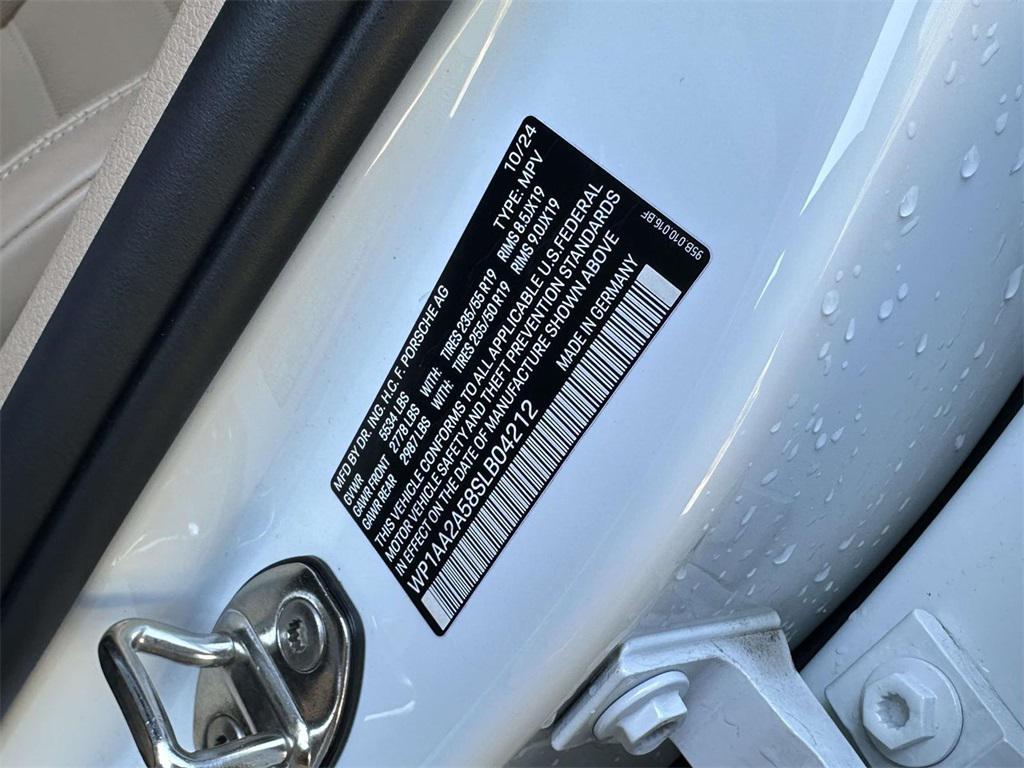 MFD BY DR. ING. H.C. F. PORSCHE AG 10/24
GVWR 5534 LBS TYPE: MPV
GAWR FRONT 2778 LBS WITH: TIRES 235/55 R19 RIMS 8.5JX19
GAWR REAR 2987 LBS WITH: TIRES 255/50 R19 RIMS 9.0JX19
THIS VEHICLE CONFORMS TO ALL APPLICABLE U.S. FEDERAL
MOTOR VEHICLE SAFETY AND THEFT PREVENTION STANDARDS
IN EFFECT ON THE DATE OF MANUFACTURE SHOWN ABOVE
WP1AA2A58SLB04212 MADE IN GERMANY
95B.010.016.BF